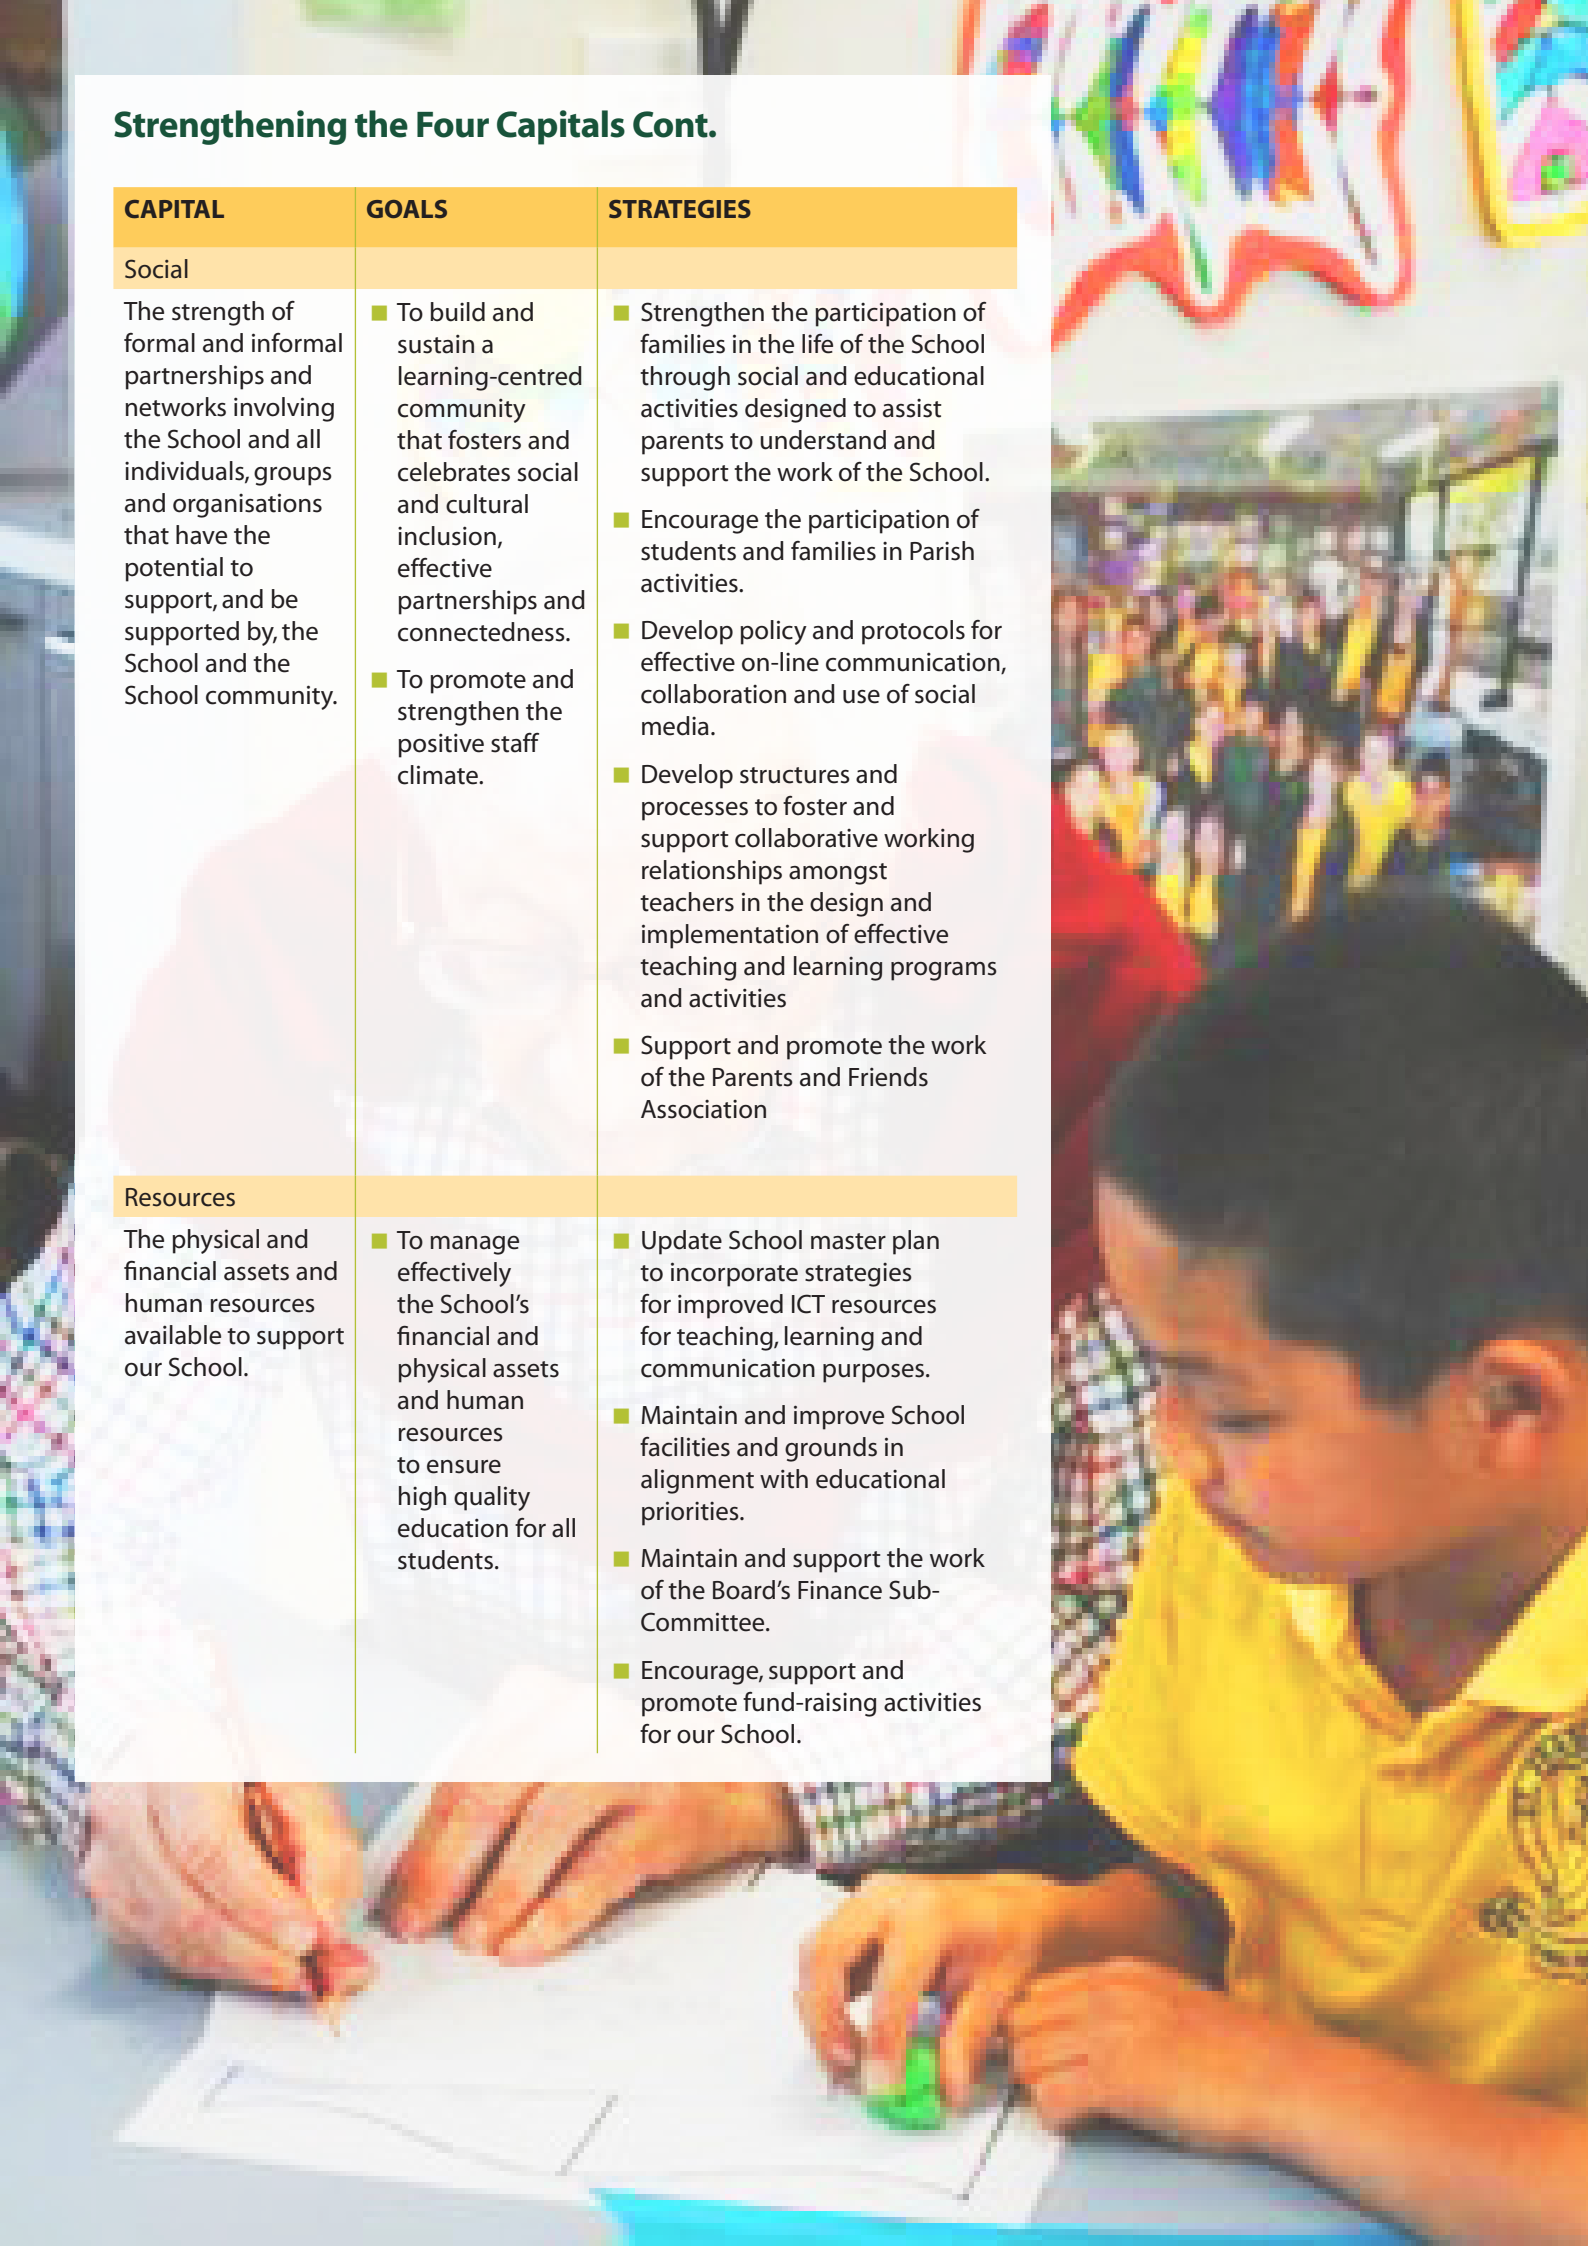 Strengthening the Four Capitals Cont.
CAPITAL
GOALS
STRATEGIES
Social
The strength of
formal and informal
partnerships and
networks involving
the School and all
individuals, groups
and organisations
that have the
potential to
support, and be
supported by, the
School and the
School community.
■ To build and
sustain a
learning-centred
community
that fosters and
celebrates social
and cultural
inclusion,
effective
partnerships and
connectedness.
■ To promote and
strengthen the
positive staff
climate.
■ Strengthen the participation of
families in the life of the School
through social and educational
activities designed to assist
parents to understand and
support the work of the School.
■ Encourage the participation of
students and families in Parish
activities.
■ Develop policy and protocols for
effective on-line communication,
collaboration and use of social
media.
■ Develop structures and
processes to foster and
support collaborative working
relationships amongst
teachers in the design and
implementation of effective
teaching and learning programs
and activities
■ Support and promote the work
of the Parents and Friends
Association
Resources
The physical and
financial assets and
human resources
available to support
our School.
■ To manage
effectively
the School’s
financial and
physical assets
and human
resources
to ensure
high quality
education for all
students.
■ Update School master plan
to incorporate strategies
for improved ICT resources
for teaching, learning and
communication purposes.
■ Maintain and improve School
facilities and grounds in
alignment with educational
priorities.
■ Maintain and support the work
of the Board’s Finance Sub-
Committee.
■ Encourage, support and
promote fund-raising activities
for our School.